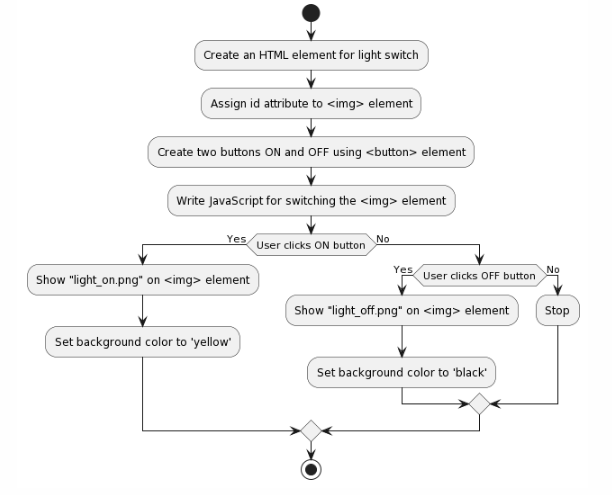 Create an HTML element for light switch
Assign id attribute to <img> element
Create two buttons ON and OFF using <button> element
Write JavaScript for switching the <img> element
Yes
User clicks ON button
No
Show "light_on.png" on <img> element
Set background color to 'yellow'
Yes
User clicks OFF button
No
Show "light_off.png" on <img> element
Stop
Set background color to 'black'